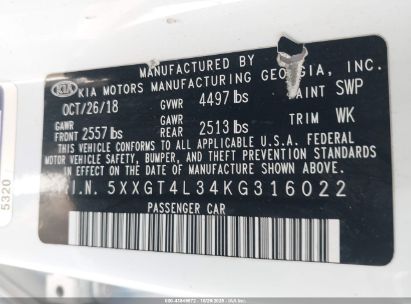 MANUFACTURED BY
KIA KIA MOTORS MANUFACTURING GEORGIA, INC.
OCT/26/18 GVWR 4497 lbs PAINT SWP
GAWR FRONT 2557 lbs GAWR REAR 2513 lbs TRIM WK
THIS VEHICLE CONFORMS TO ALL APPLICABLE U.S.A. FEDERAL
MOTOR VEHICLE SAFETY, BUMPER, AND THEFT PREVENTION STANDARDS
IN EFFECT ON THE DATE OF MANUFACTURE SHOWN ABOVE.
V.I.N. 5XXGT4L34KG316022
PASSENGER CAR
5320